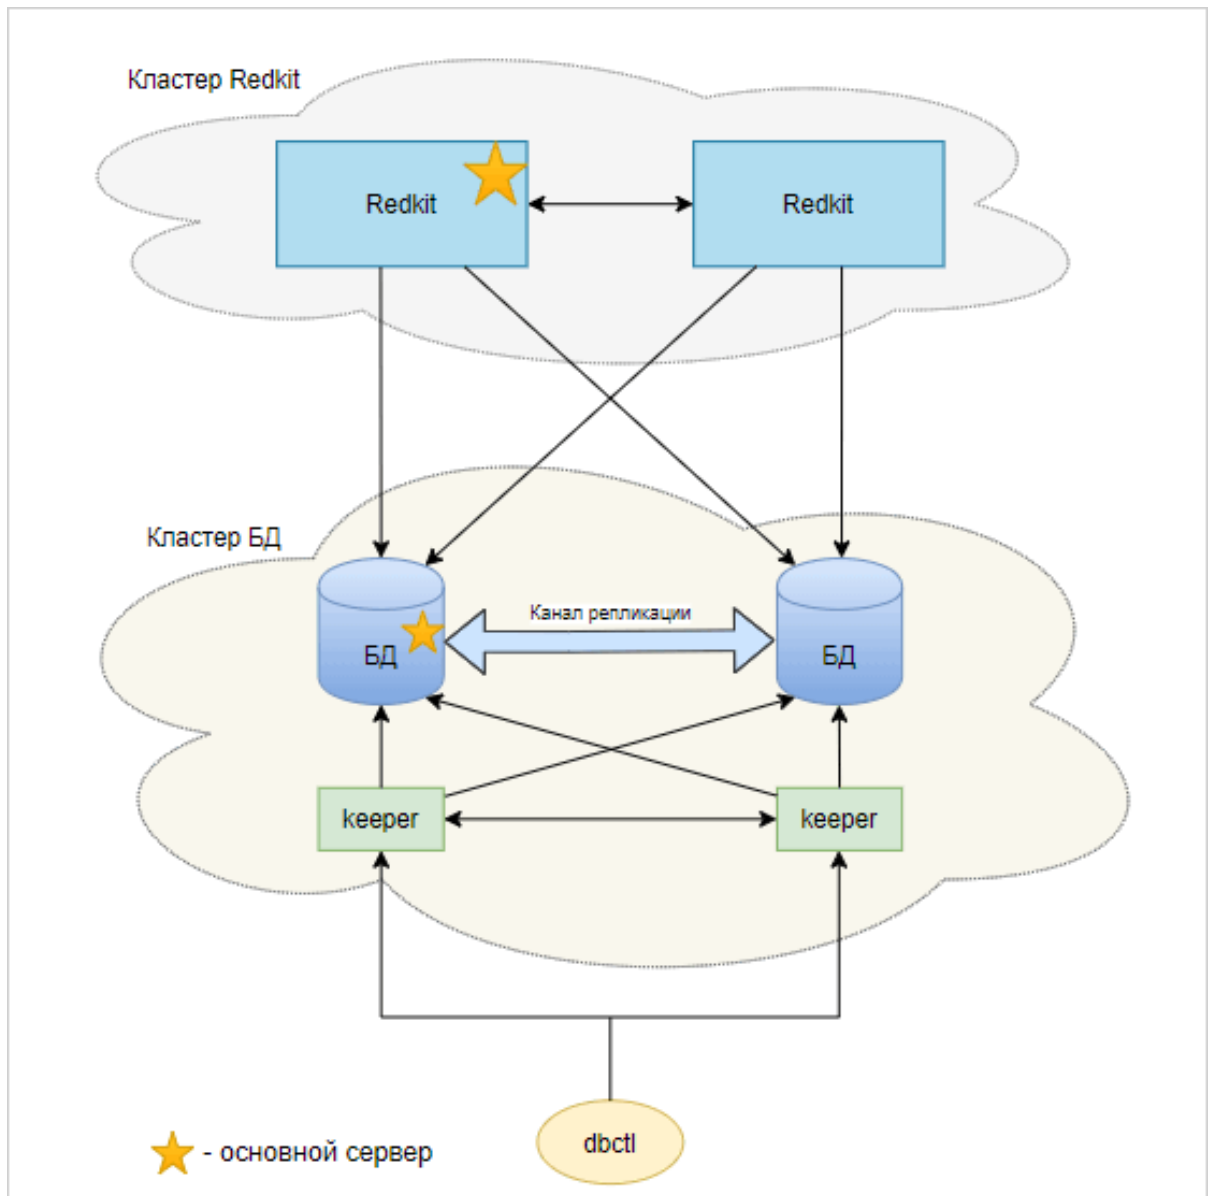 Кластер Redkit
Redkit
Redkit
Кластер БД
Канал репликации
БД
БД
keeper
keeper
dbctl
- основной сервер